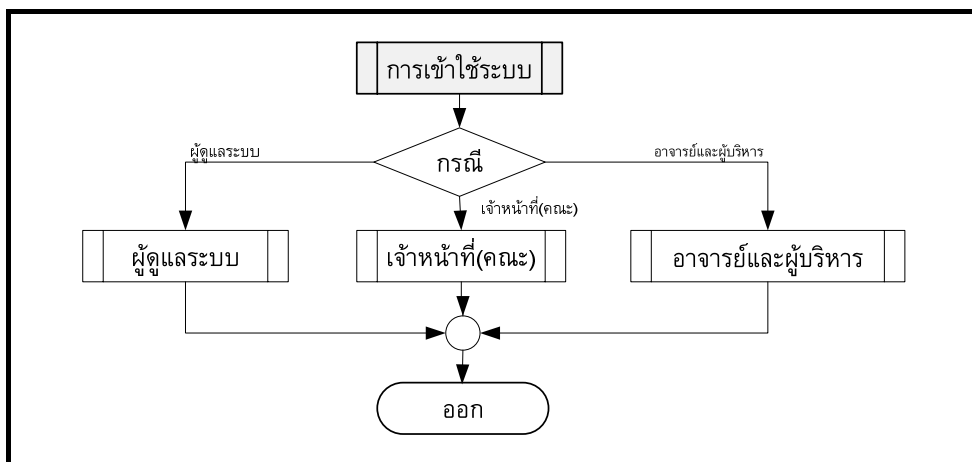 การเข้าใช้ระบบ
ผู้ดูแลระบบ
กรณี
อาจารย์และผู้บริหาร
เจ้าหน้าที่(คณะ)
ผู้ดูแลระบบ
เจ้าหน้าที่(คณะ)
อาจารย์และผู้บริหาร
ออก